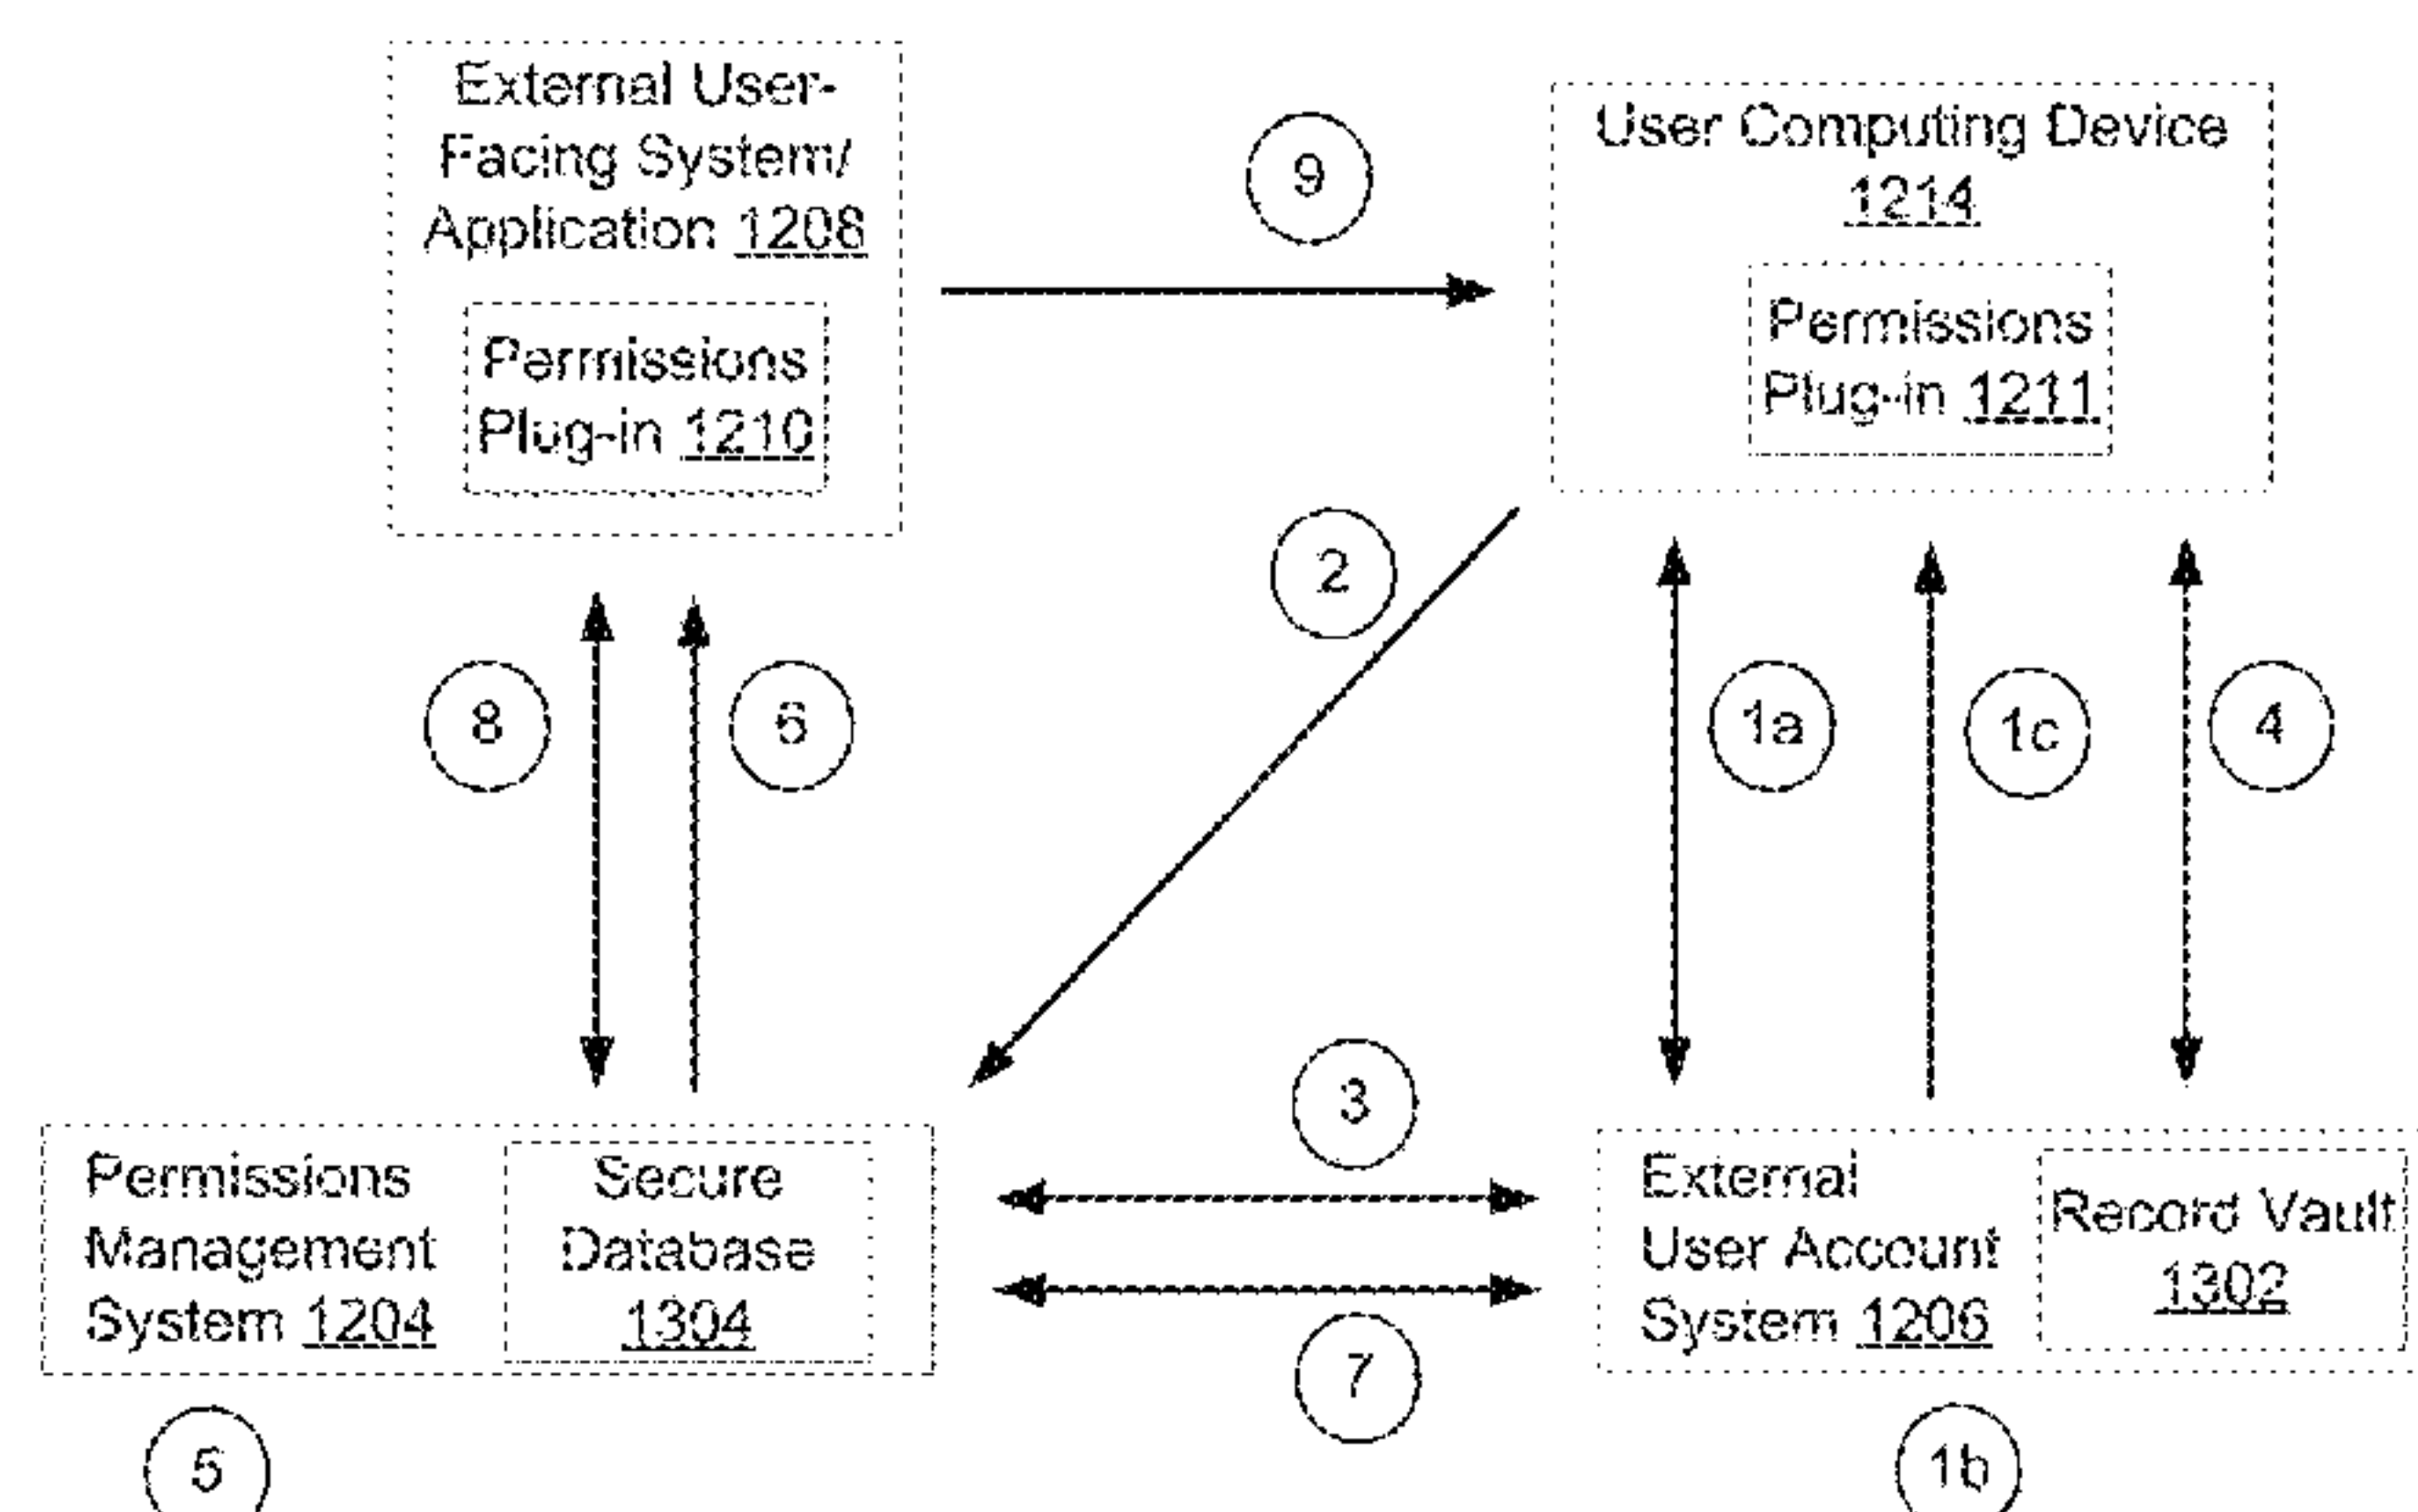 External User-
Facing System/
Application 1208
Permissions
Plug-in 1210
9
User Computing Device
1214
Permissions
Plug-in 1211
2
8
6
1a
1c
4
3
Permissions
Management
System 1204
Secure
Database
1304
7
External
User Account
System 1206
Record Vault
1302
5
1b